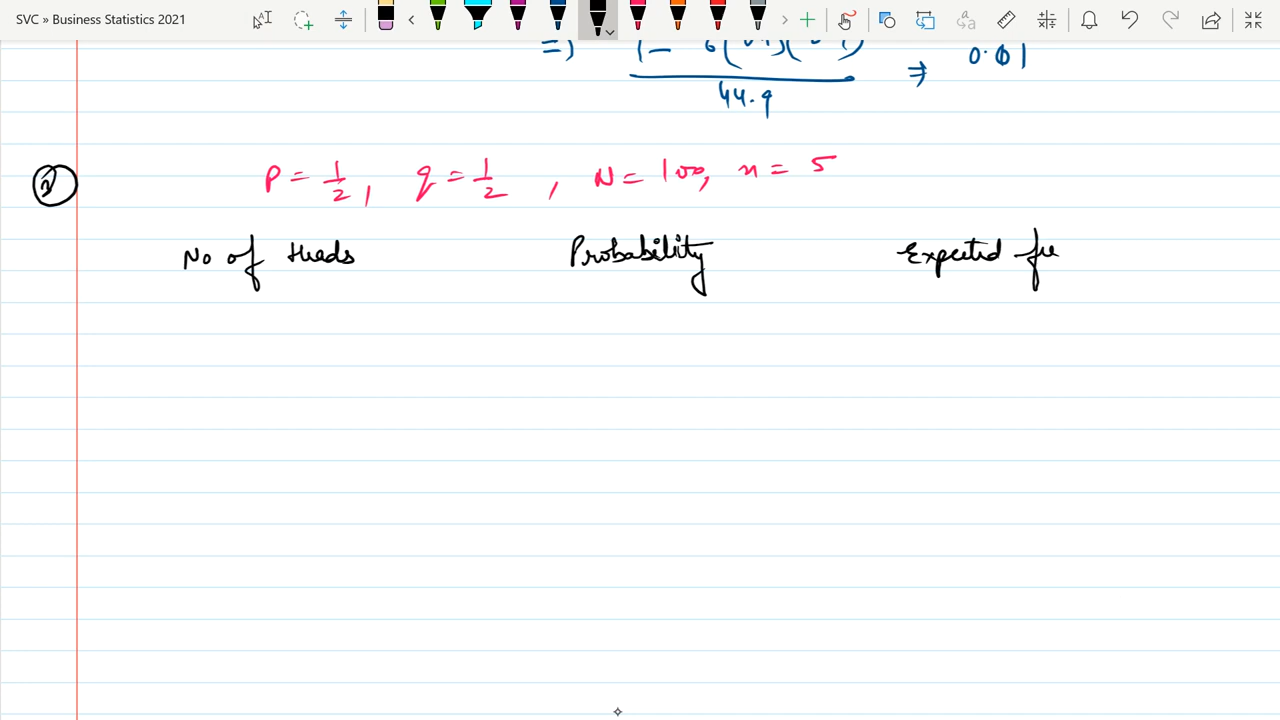 SVC » Business Statistics 2021
44.9
⇒ 0.01
P = 1/2, q = 1/2, N = 100, n = 5
No of Heads Probability Expected fre